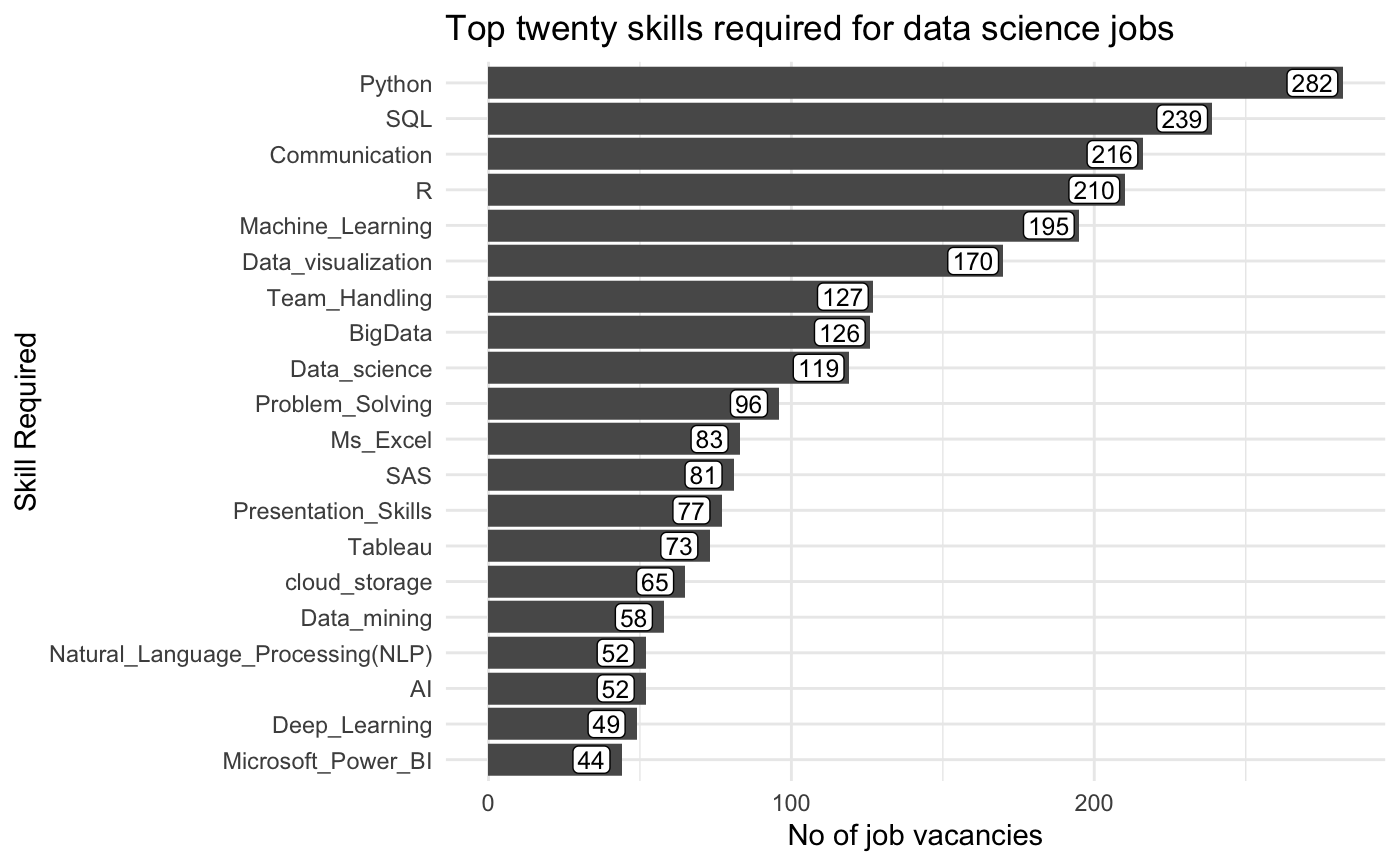 Top twenty skills required for data science jobs
Skill Required
Python 282
SQL 239
Communication 216
R 210
Machine_Learning 195
Data_visualization 170
Team_Handling 127
BigData 126
Data_science 119
Problem_Solving 96
Ms_Excel 83
SAS 81
Presentation_Skills 77
Tableau 73
cloud_storage 65
Data_mining 58
Natural_Language_Processing(NLP) 52
AI 52
Deep_Learning 49
Microsoft_Power_BI 44
0 100 200
No of job vacancies